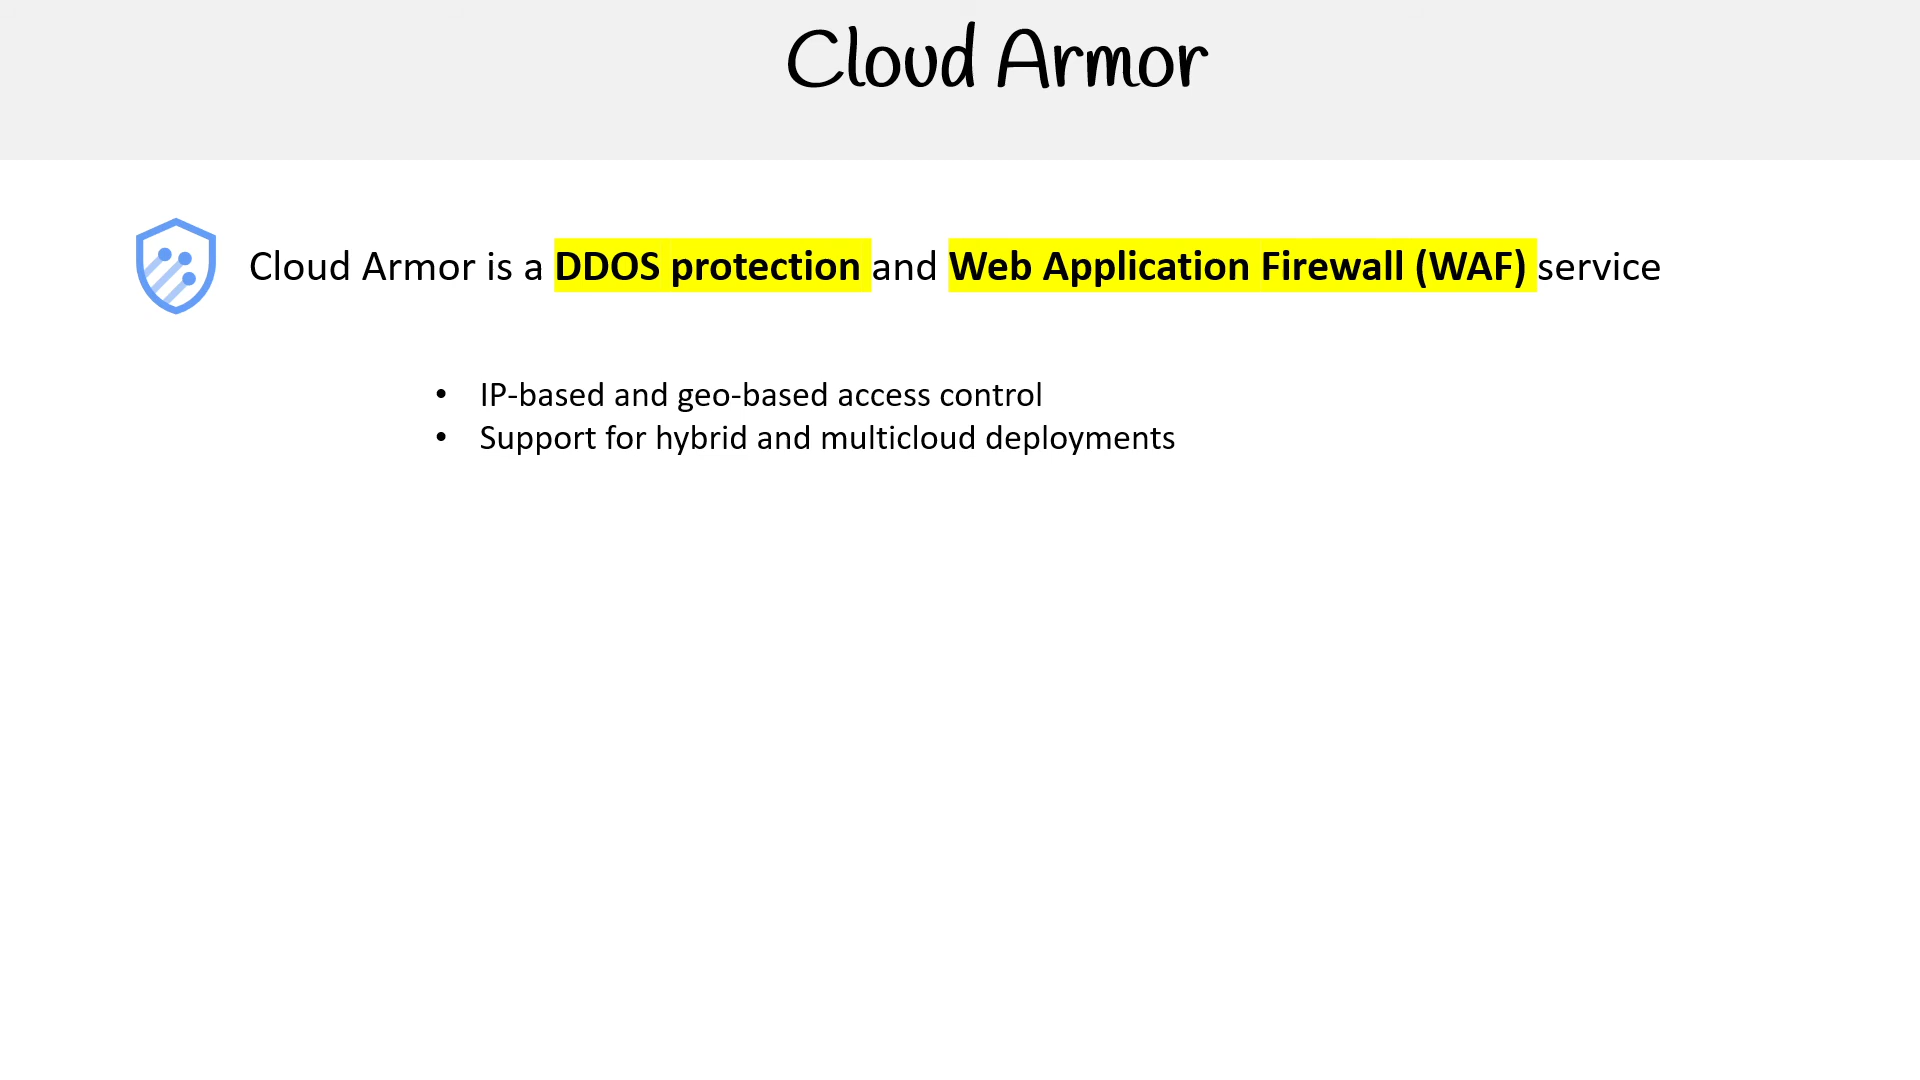 Cloud Armor
Cloud Armor is a DDOS protection and Web Application Firewall (WAF) service
• IP-based and geo-based access control
• Support for hybrid and multicloud deployments